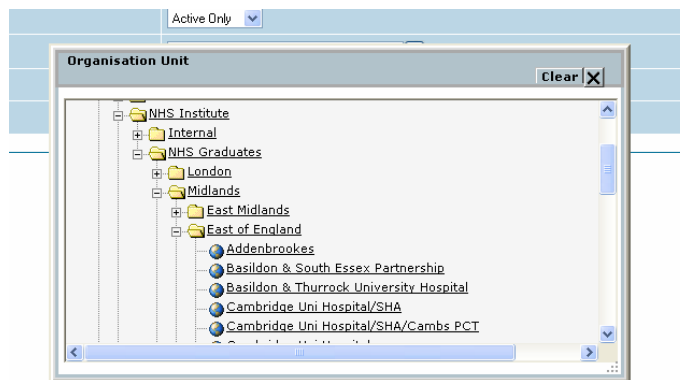 Active Only
Organisation Unit
Clear
NHS Institute
Internal
NHS Graduates
London
Midlands
East Midlands
East of England
Addenbrookes
Basildon & South Essex Partnership
Basildon & Thurrock University Hospital
Cambridge Uni Hospital/SHA
Cambridge Uni Hospital/SHA/Cambs PCT